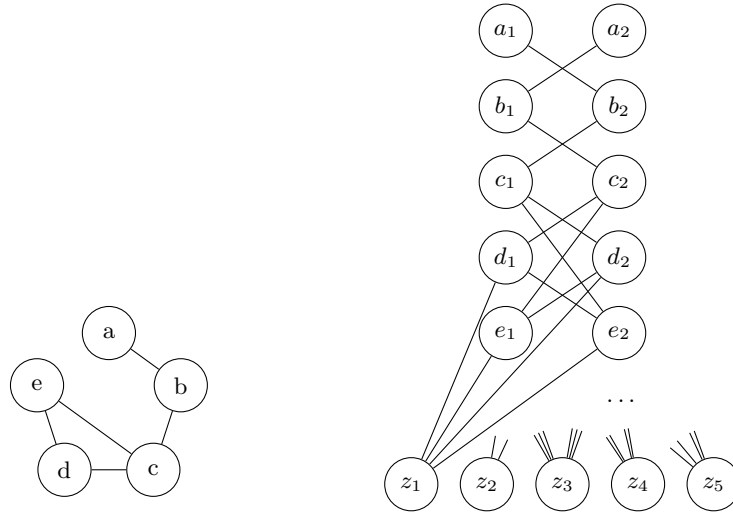 a₁ a₂
b₁ b₂
c₁ c₂
d₁ d₂
a
e₁ e₂
e b
...
d c
z₁ z₂ z₃ z₄ z₅